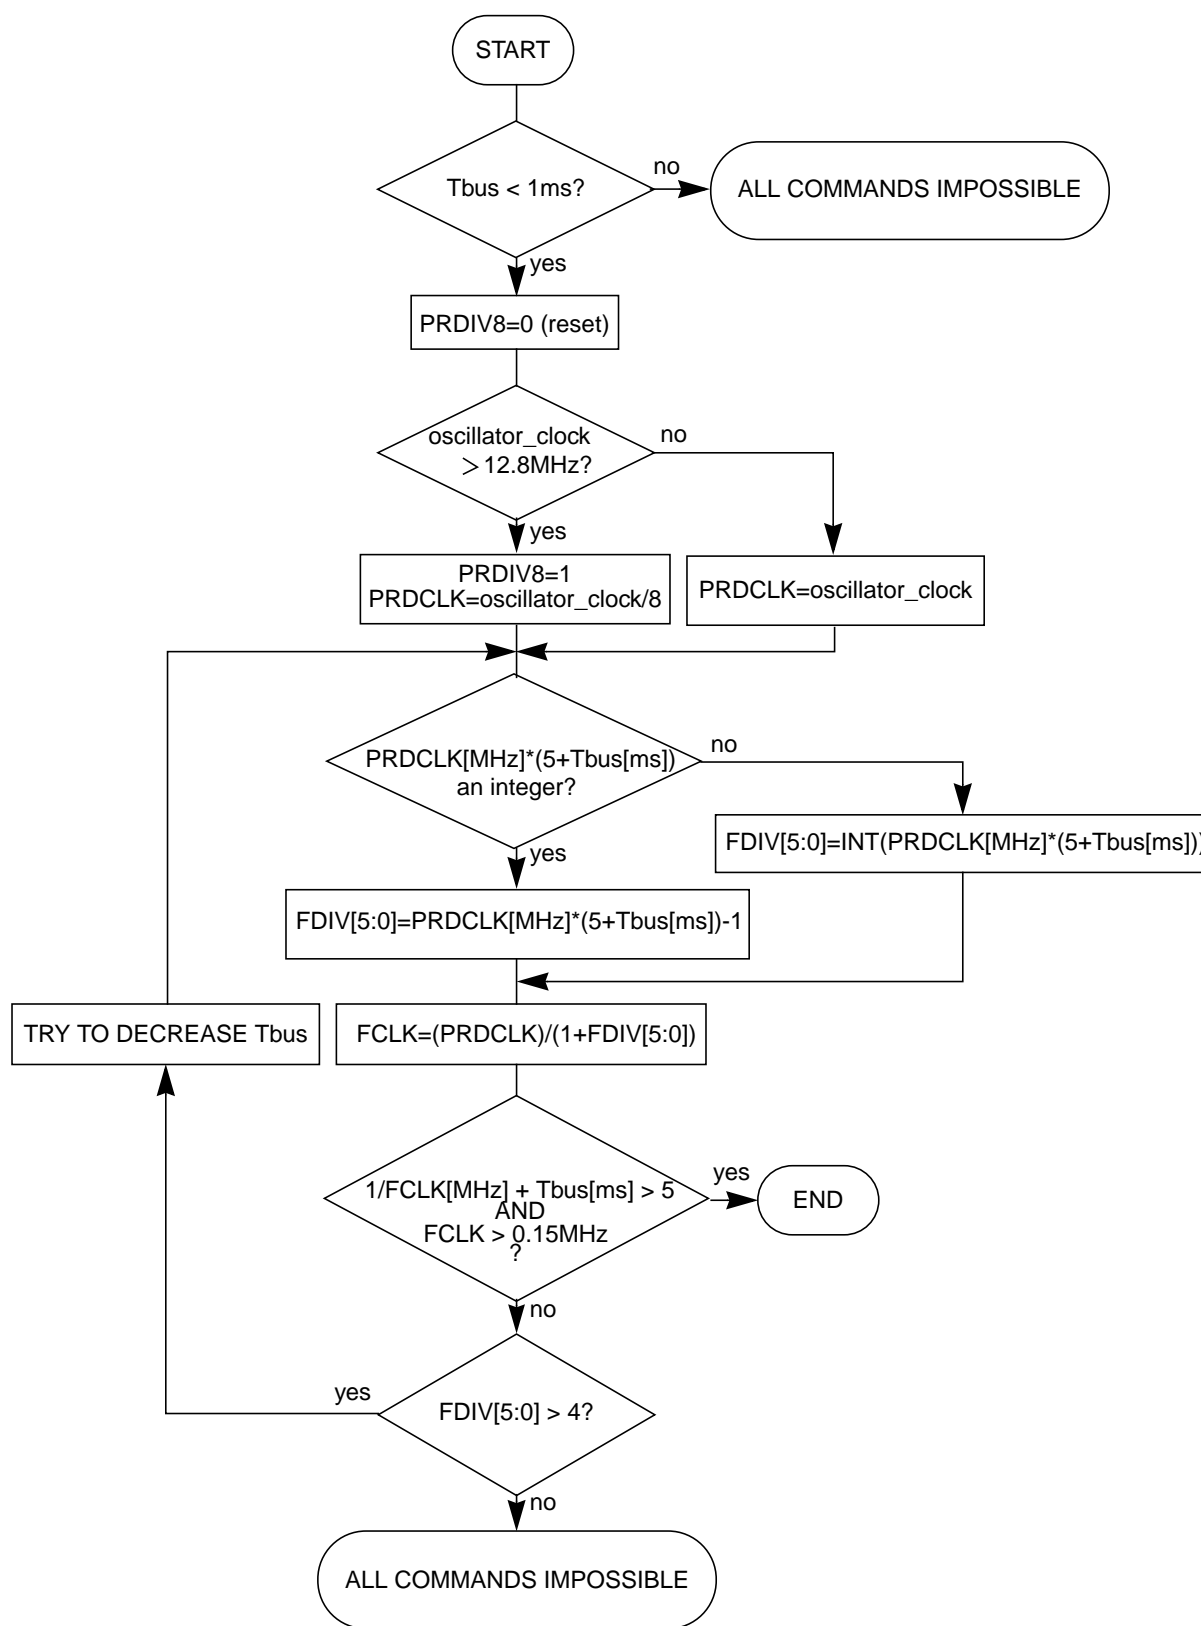 START
Tbus < 1ms?
no
ALL COMMANDS IMPOSSIBLE
yes
PRDIV8=0 (reset)
oscillator_clock
>12.8MHz?
no
yes
PRDIV8=1
PRDCLK=oscillator_clock/8
PRDCLK=oscillator_clock
PRDCLK[MHz]*(5+Tbus[ms])
an integer?
no
yes
FDIV[5:0]=INT(PRDCLK[MHz]*(5+Tbus[ms]))
FDIV[5:0]=PRDCLK[MHz]*(5+Tbus[ms])-1
TRY TO DECREASE Tbus
FCLK=(PRDCLK)/(1+FDIV[5:0])
1/FCLK[MHz] + Tbus[ms] > 5
AND
FCLK > 0.15MHz
?
yes
END
no
FDIV[5:0] > 4?
yes
no
ALL COMMANDS IMPOSSIBLE